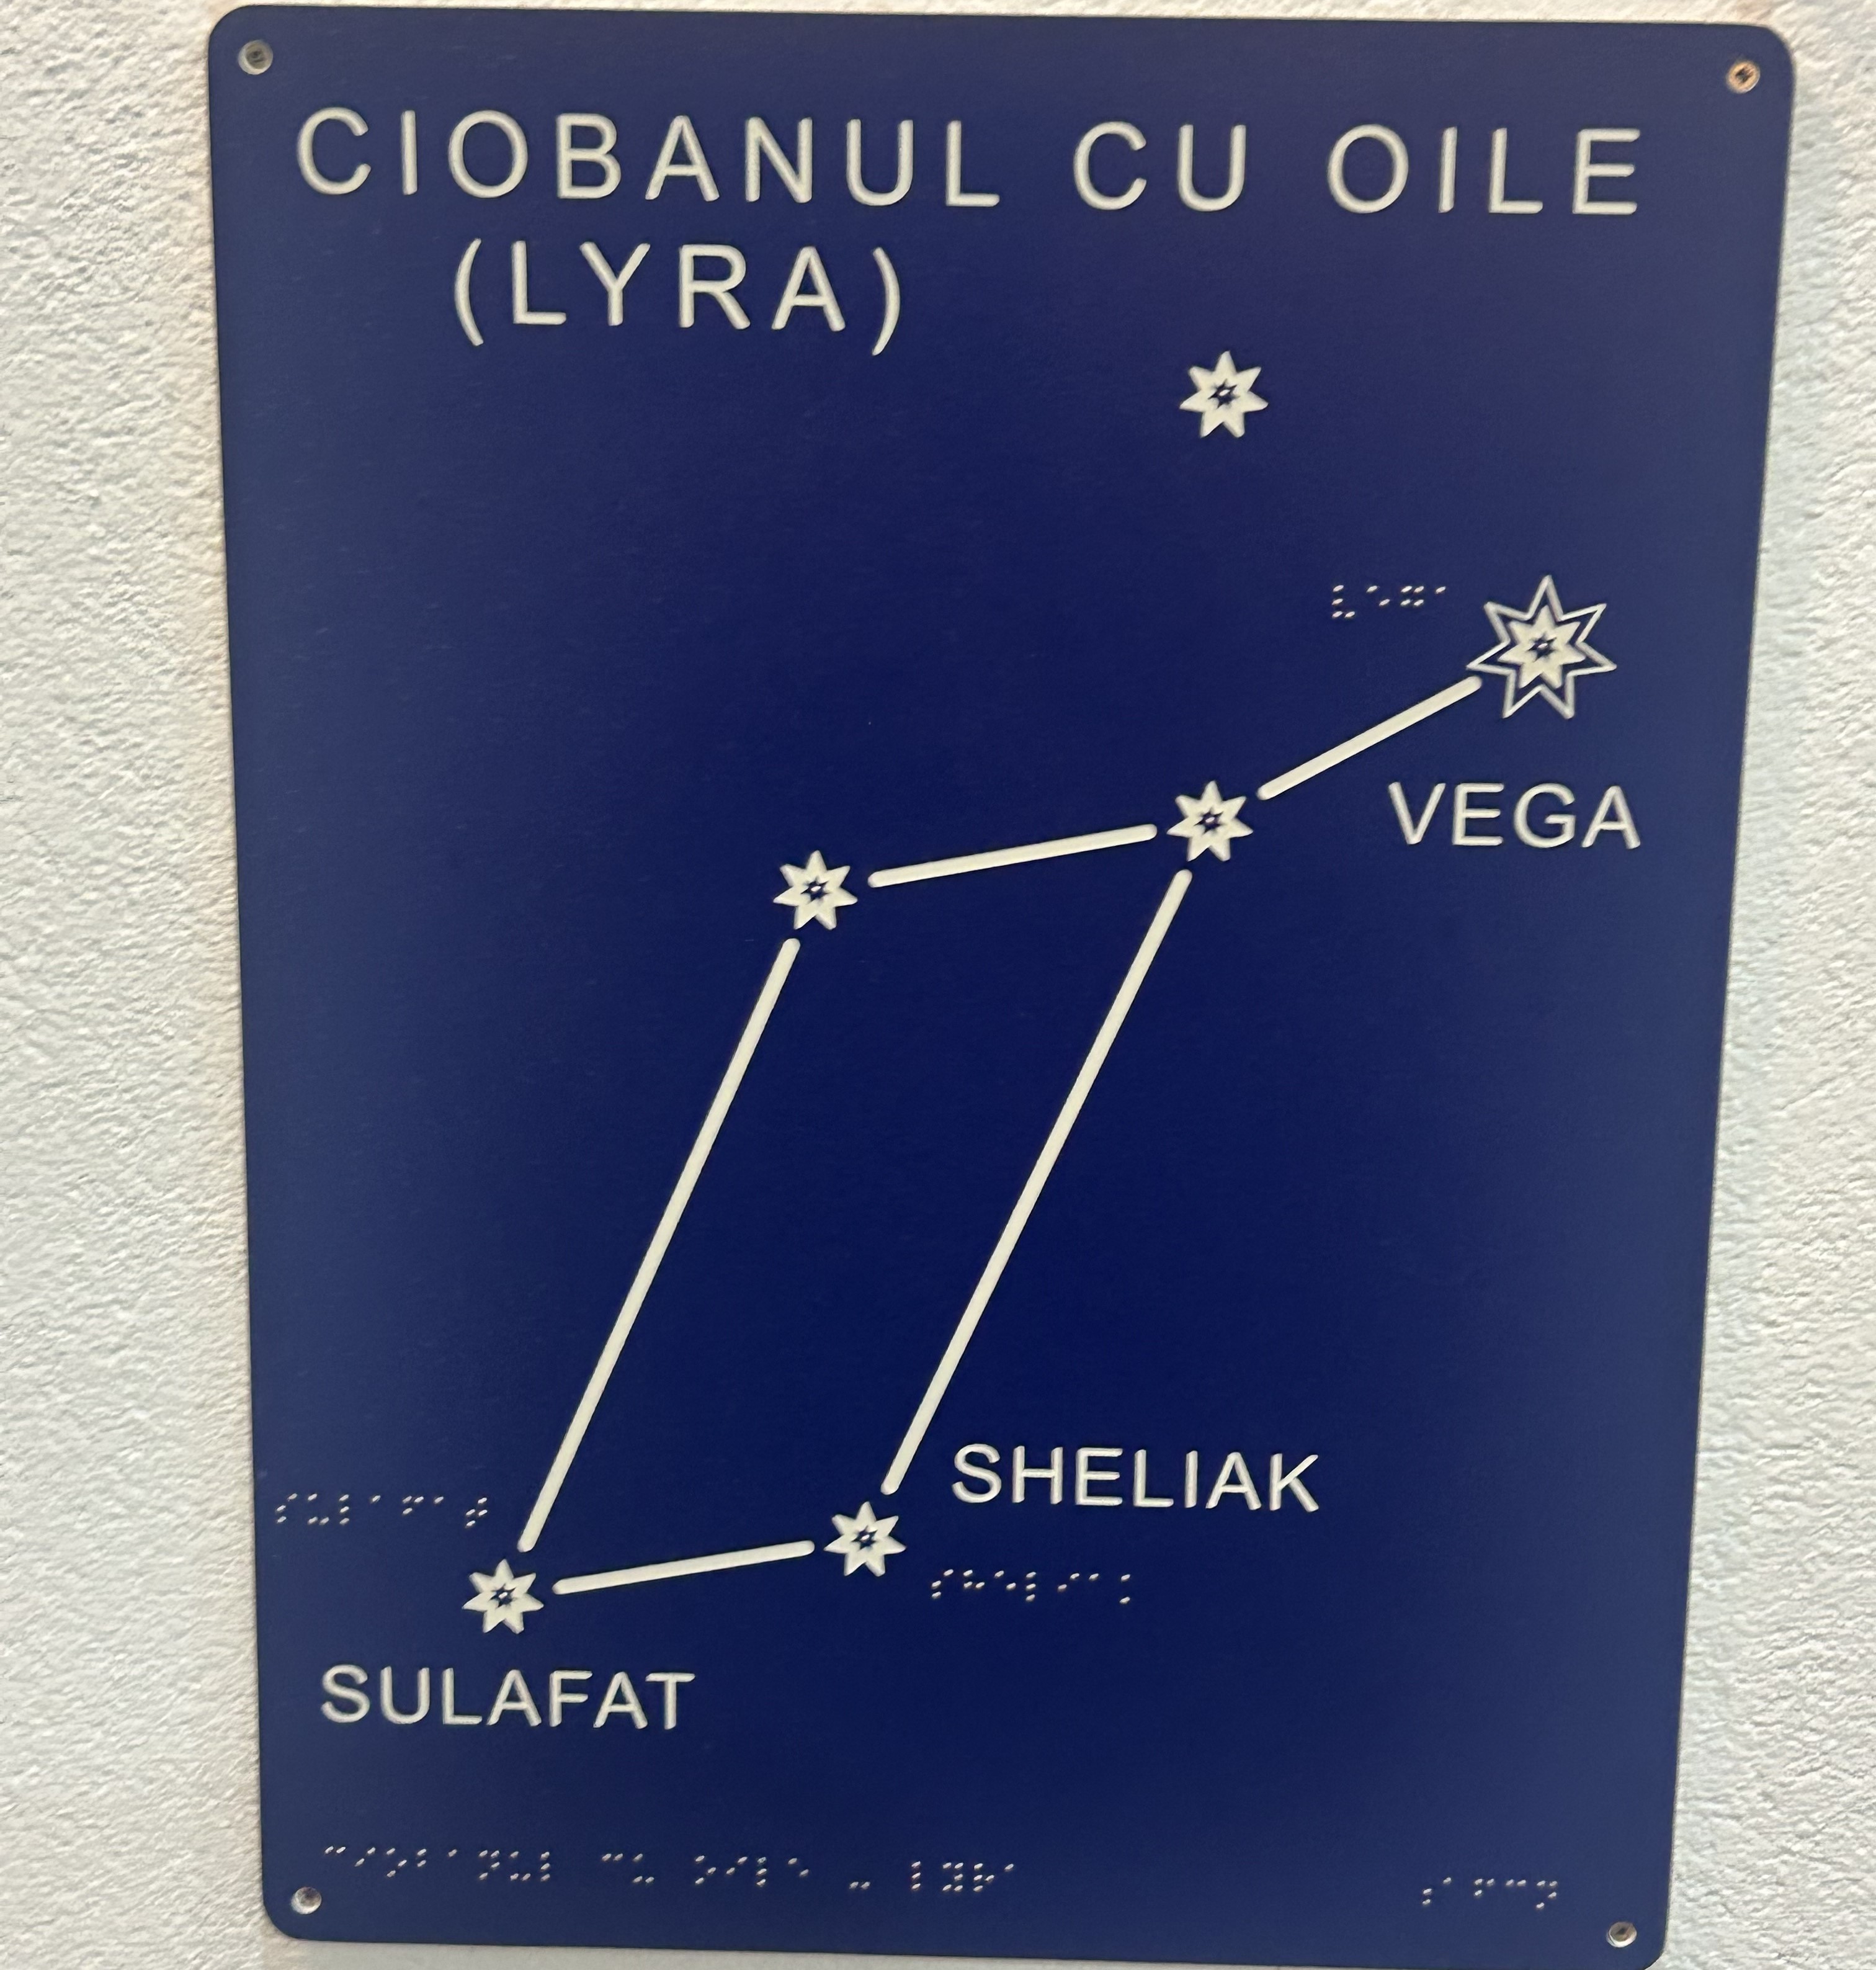 CIOBANUL CU OILE
(LYRA)
⠧⠑⠛⠁
VEGA
SHELIAK
⠎⠥⠇⠁⠋⠁⠞
⠎⠓⠑⠇⠊⠁⠅
SULAFAT
⠉⠊⠕⠃⠁⠝⠥⠇ ⠉⠥ ⠕⠊⠇⠑ ⠤ ⠇⠽⠗⠁